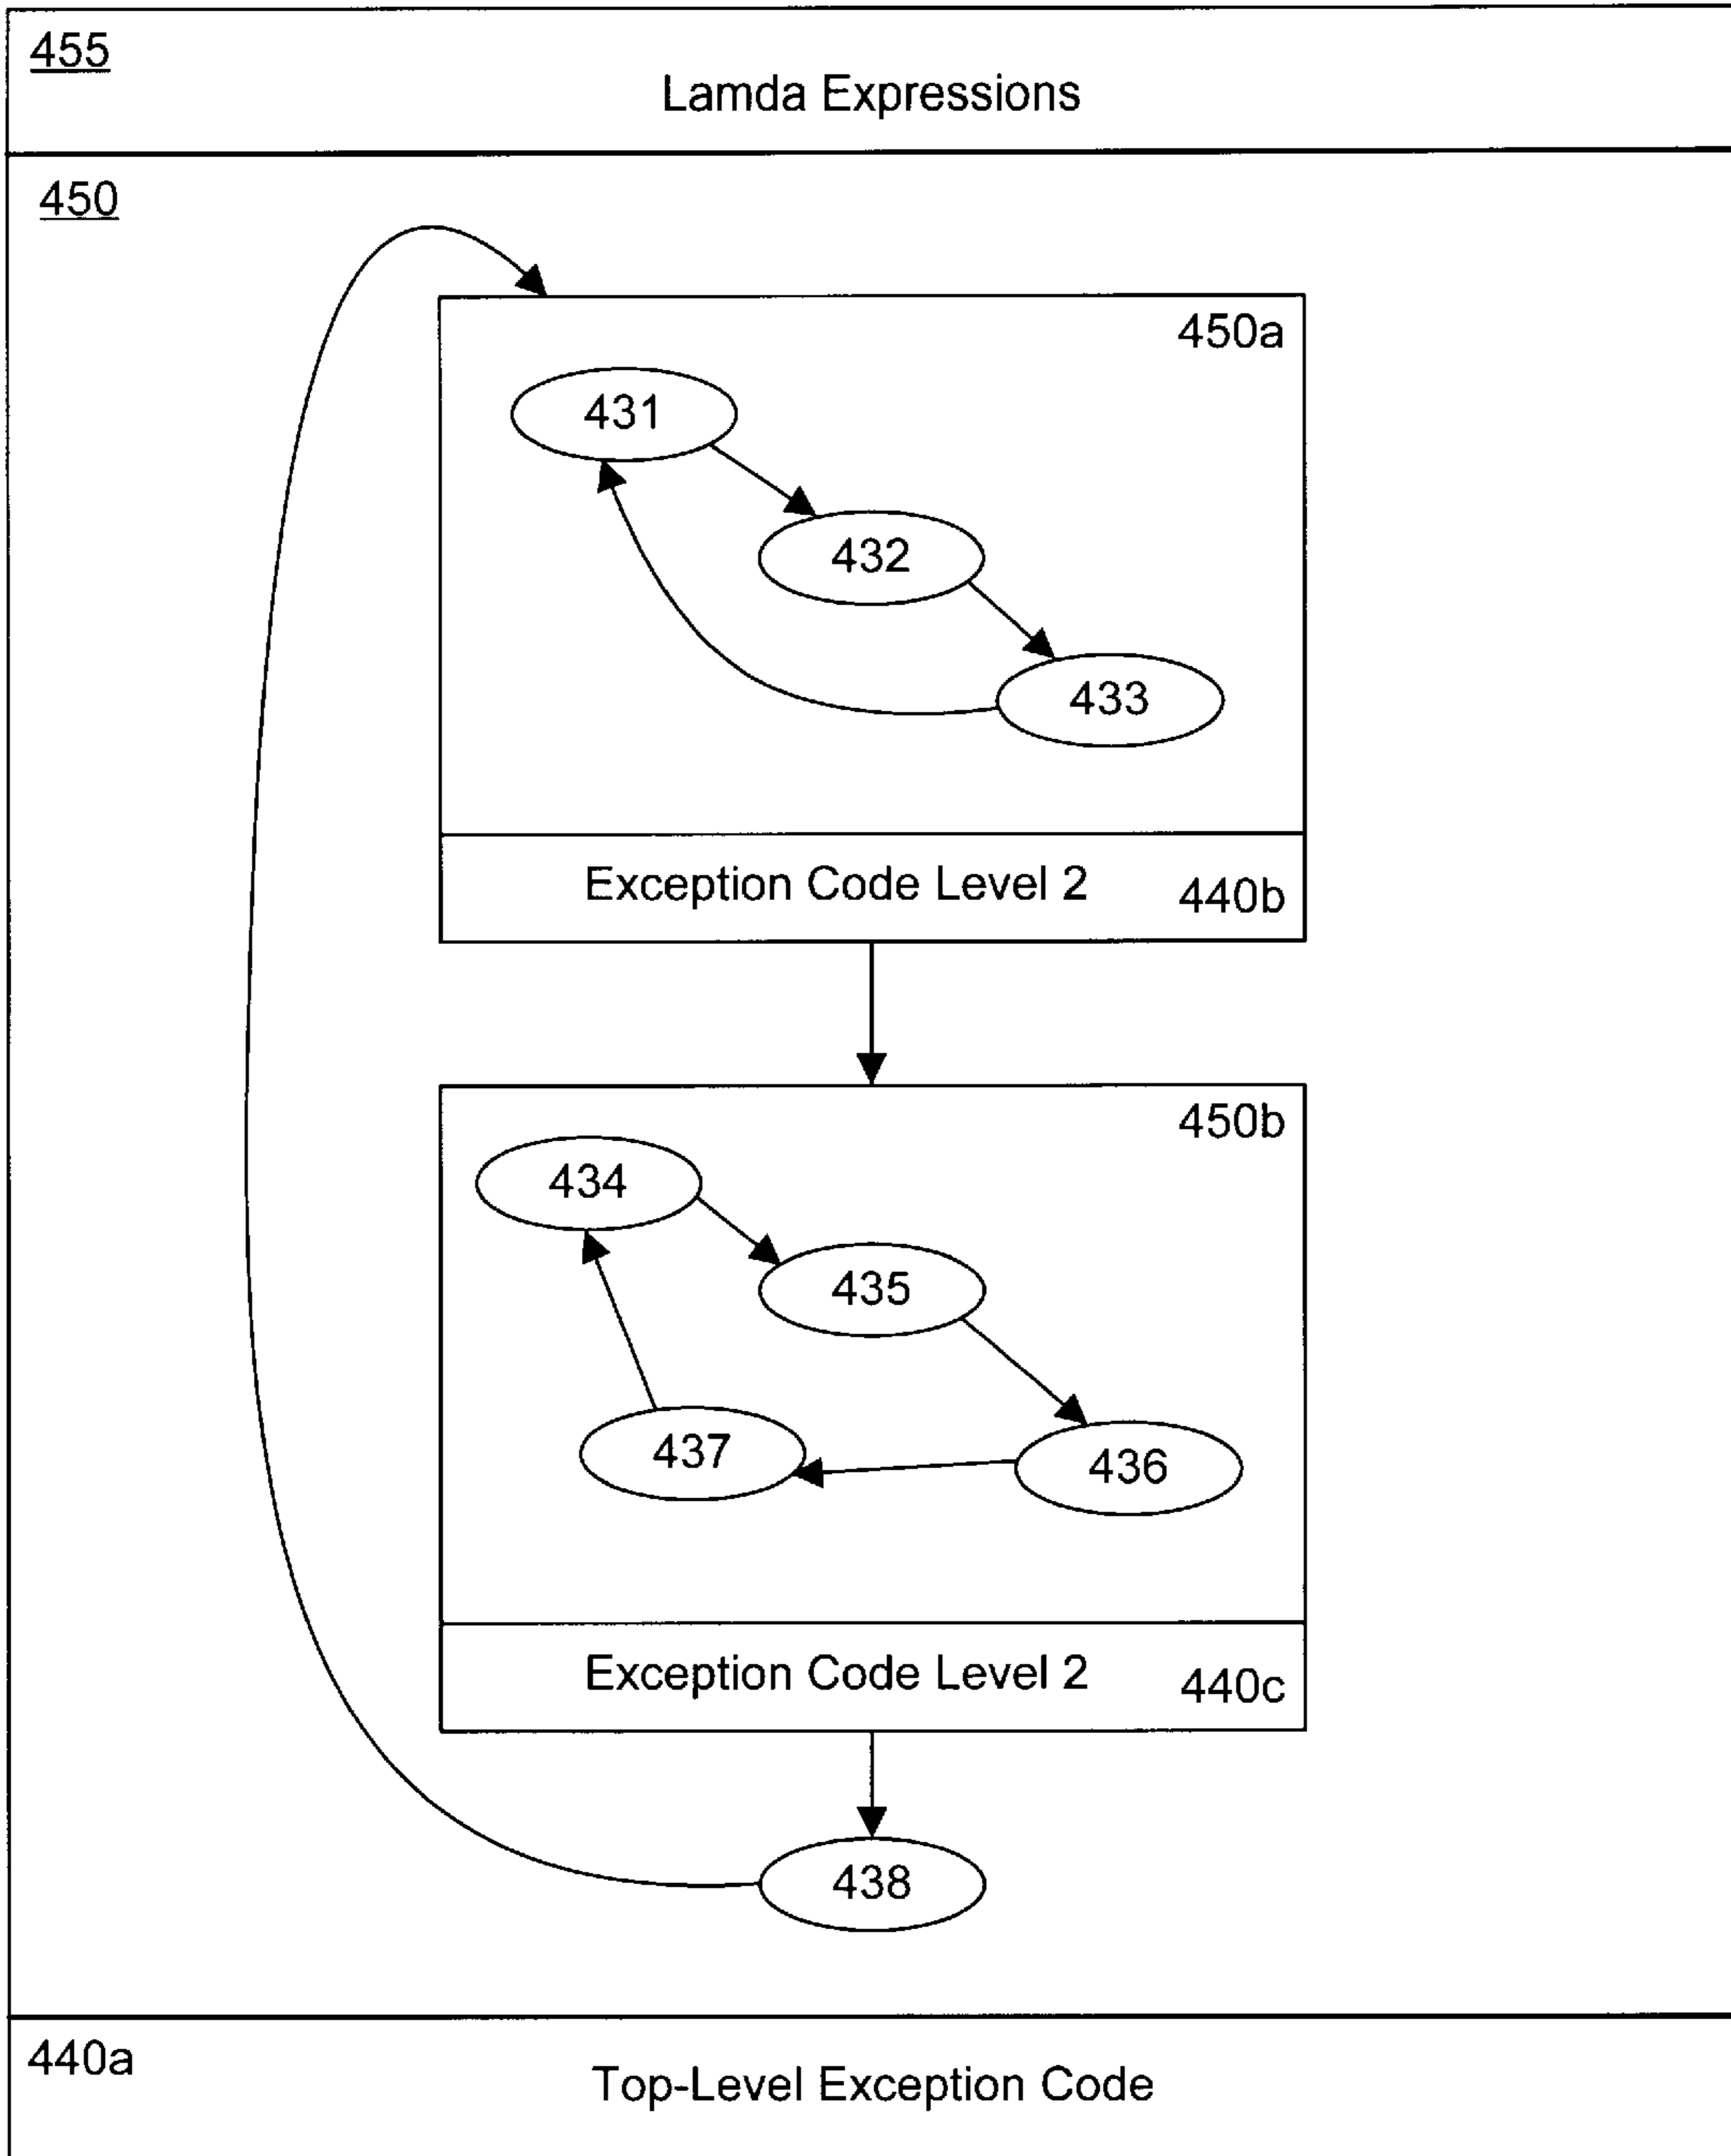 455
Lamda Expressions
450
450a
431
432
433
Exception Code Level 2
440b
450b
434
435
437
436
Exception Code Level 2
440c
438
440a
Top-Level Exception Code